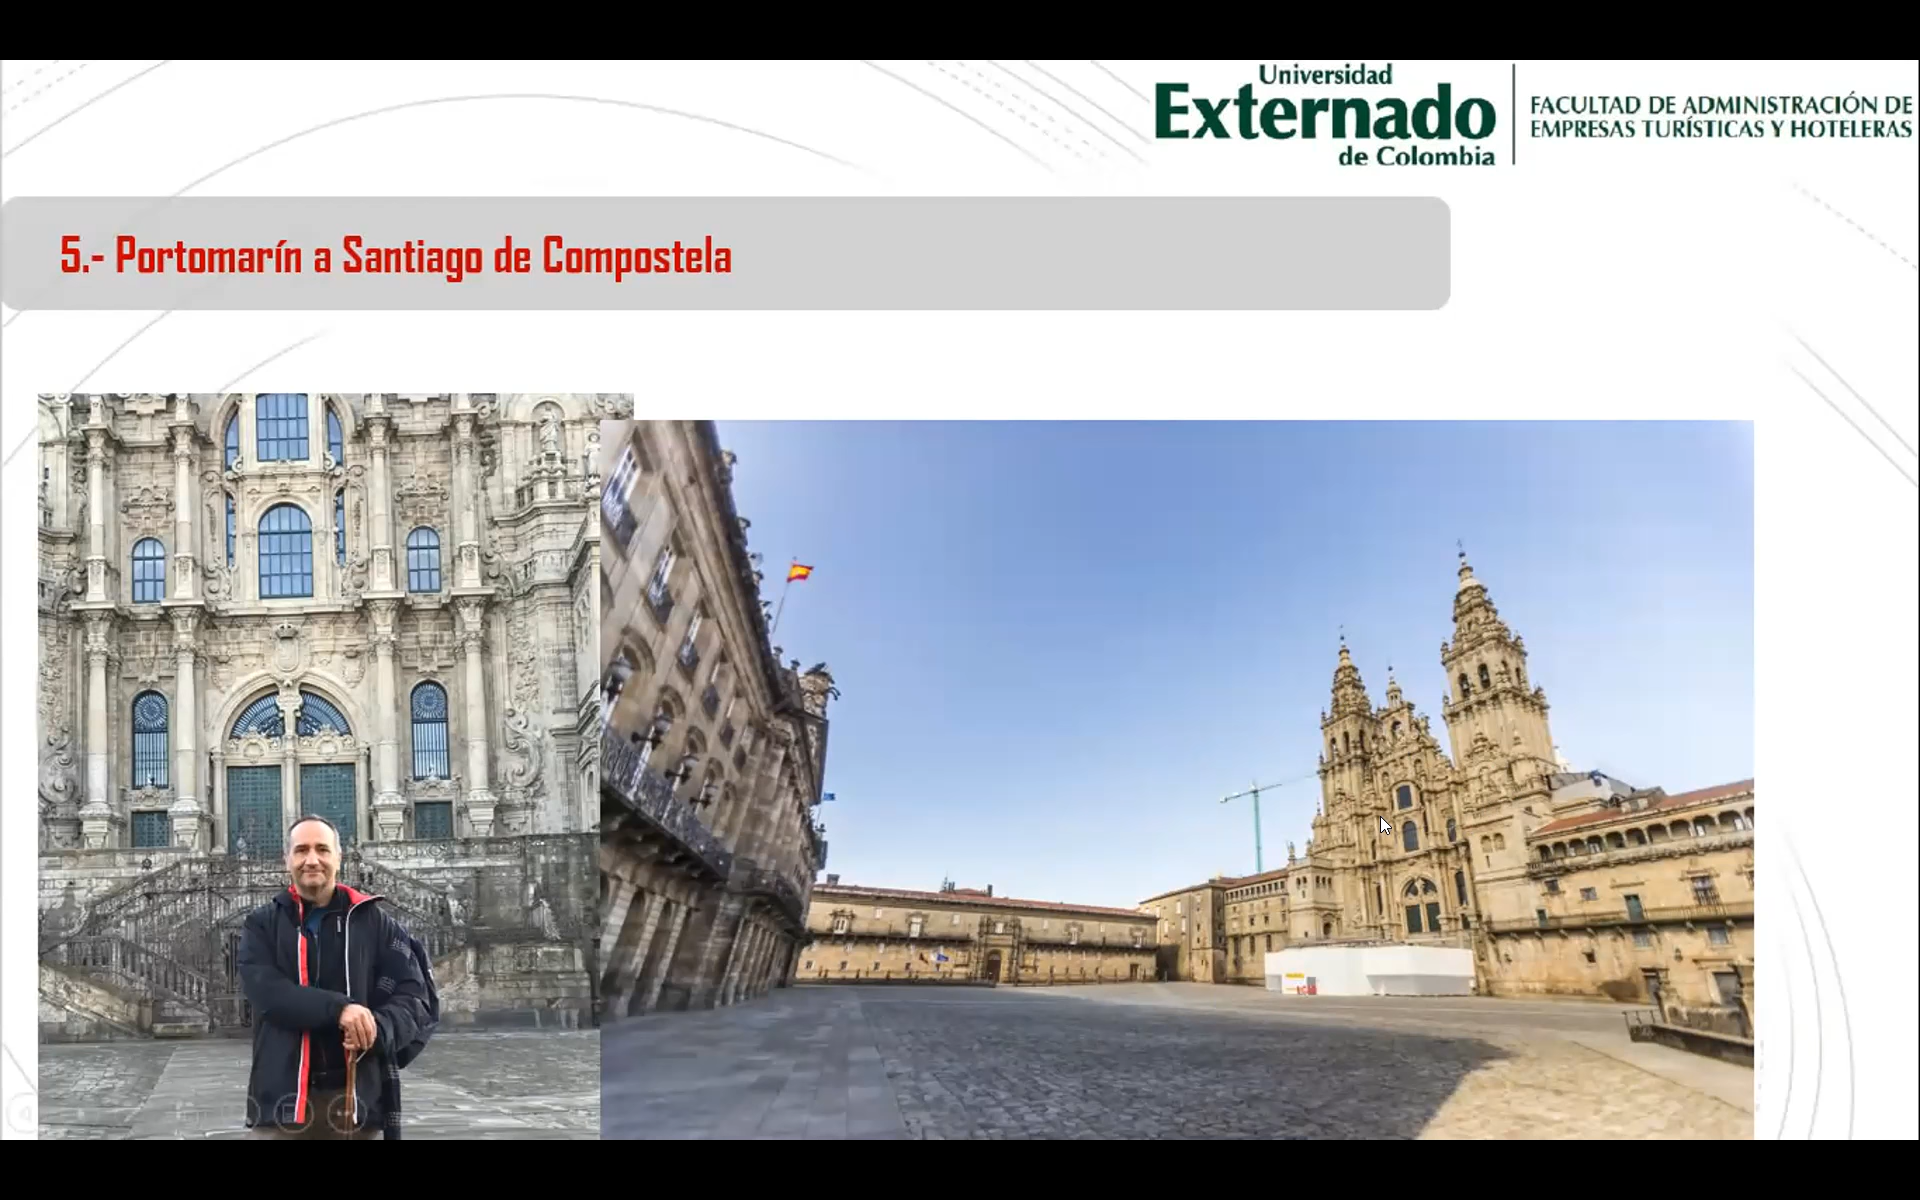 Universidad
Externado
de Colombia
FACULTAD DE ADMINISTRACIÓN DE
EMPRESAS TURÍSTICAS Y HOTELERAS
5.- Portomarín a Santiago de Compostela